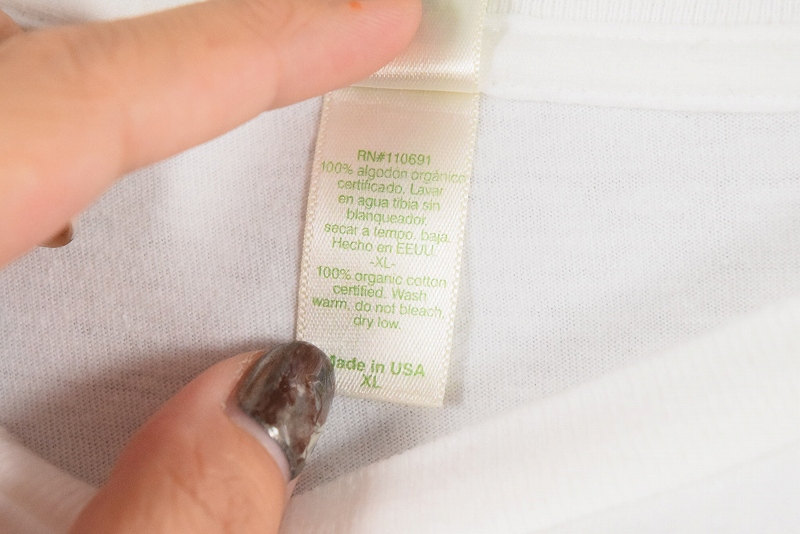 RN#110691
100% algodón orgánico
certificado. Lavar
en agua tibia sin
blanqueador,
secar a tempo. baja.
Hecho en EEUU.
-XL-
100% organic cotton
certified. Wash
warm, do not bleach,
dry low.
Made in USA
XL